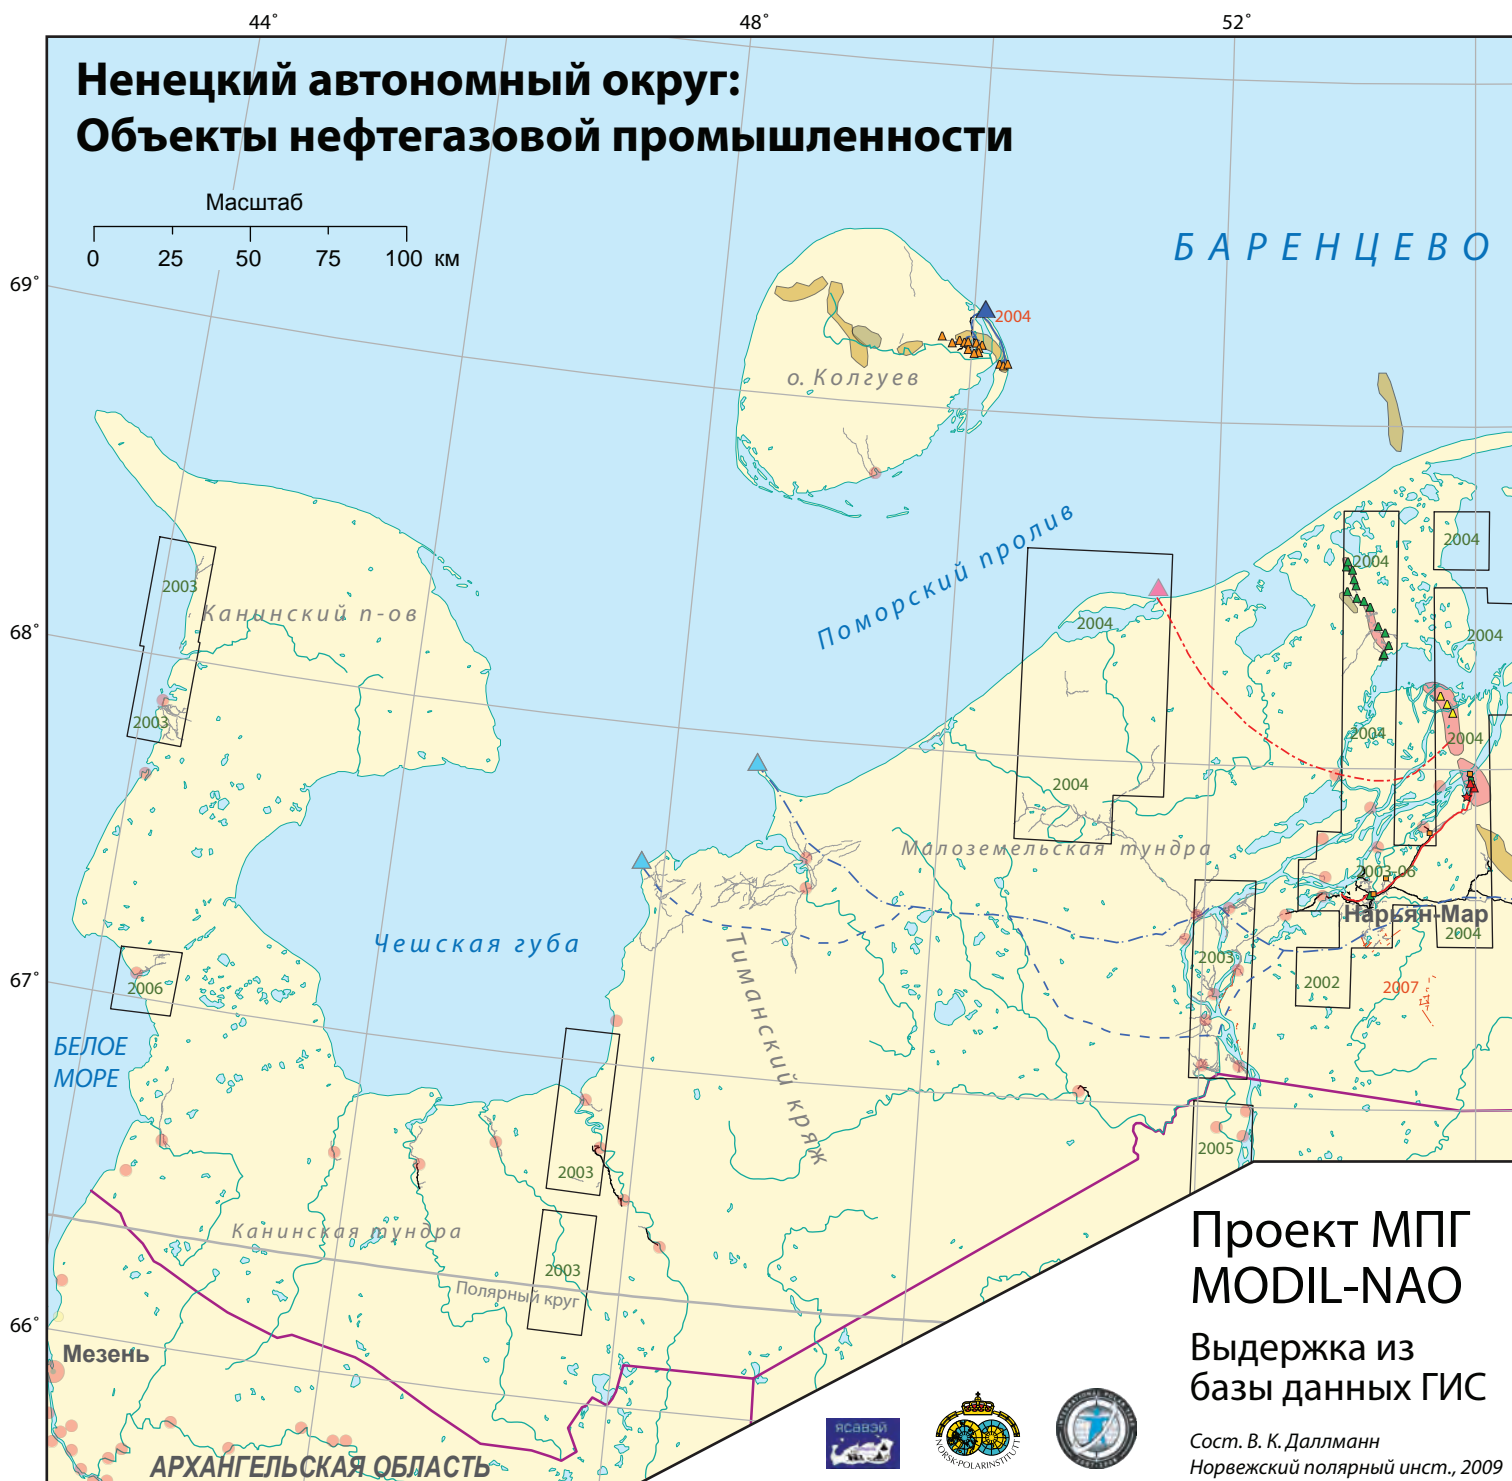 44˚ 48˚ 52˚
Ненецкий автономный округ:
Объекты нефтегазовой промышленности
Масштаб
0 25 50 75 100 км
БАРЕНЦЕВО
69˚
2004
о. Колгуев
Поморский пролив
2004
2004
2003
Канинский п-ов
2004
2004
68˚
2003
2004
2004
2004
Малоземельская тундра
2003-06
Нарьян-Мар
2004
Чешская губа
Тиманский кряж
2003
67˚
2006
2002
2007
БЕЛОЕ
МОРЕ
2005
2003
Канинская тундра
2003
Полярный круг
66˚
Мезень
АРХАНГЕЛЬСКАЯ ОБЛАСТЬ
Проект МПГ
MODIL-NAO
Выдержка из
базы данных ГИС
ясавэй
NORSK-POLARINSTITUTT
Сост. В. К. Даллманн
Норвежский полярный инст., 2009